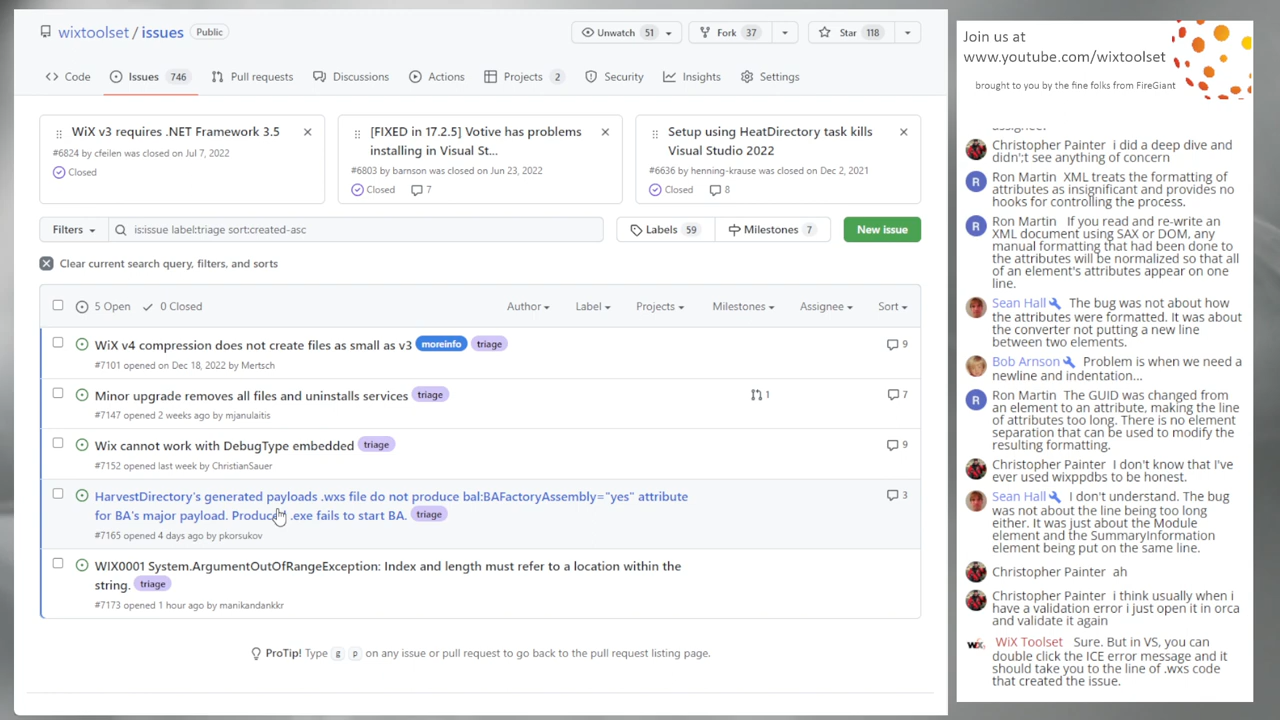 wixtoolset / issues Public
Unwatch 51 Fork 37 Star 118
Code Issues 746 Pull requests Discussions Actions Projects 2 Security Insights Settings
WiX v3 requires .NET Framework 3.5
#6824 by cfeilen was closed on Jul 7, 2022
Closed
[FIXED in 17.2.5] Votive has problems
installing in Visual St...
#6803 by barnson was closed on Jun 23, 2022
Closed 7
Setup using HeatDirectory task kills
Visual Studio 2022
#6636 by henning-krause was closed on Dec 2, 2021
Closed 8
Filters is:issue label:triage sort:created-asc Labels 59 Milestones 7 New issue
Clear current search query, filters, and sorts
5 Open 0 Closed Author Label Projects Milestones Assignee Sort
WiX v4 compression does not create files as small as v3 moreinfo triage 9
#7101 opened on Dec 18, 2022 by Mertsch
Minor upgrade removes all files and uninstalls services triage 1 7
#7147 opened 2 weeks ago by mjanulaitis
Wix cannot work with DebugType embedded triage 9
#7152 opened last week by ChristianSauer
HarvestDirectory's generated payloads .wxs file do not produce bal:BAFactoryAssembly="yes" attribute 3
for BA's major payload. Produc .exe fails to start BA. triage
#7165 opened 4 days ago by pkorsukov
WIX0001 System.ArgumentOutOfRangeException: Index and length must refer to a location within the
string. triage
#7173 opened 1 hour ago by manikandankkr
ProTip! Type g p on any issue or pull request to go back to the pull request listing page.
Join us at
www.youtube.com/wixtoolset
brought to you by the fine folks from FireGiant
assignee.
Christopher Painter i did a deep dive and
didn';t see anything of concern
Ron Martin XML treats the formatting of
attributes as insignificant and provides no
hooks for controlling the process.
Ron Martin If you read and re-write an
XML document using SAX or DOM, any
manual formatting that had been done to
the attributes will be normalized so that all
of an element's attributes appear on one
line.
Sean Hall The bug was not about how
the attributes were formatted. It was about
the converter not putting a new line
between two elements.
Bob Arnson Problem is when we need a
newline and indentation...
Ron Martin The GUID was changed from
an element to an attribute, making the line
of attributes too long. There is no element
separation that can be used to modify the
resulting formatting.
Christopher Painter I don't know that I've
ever used wixppdbs to be honest.
Sean Hall I don't understand. The bug
was not about the line being too long
either. It was just about the Module
element and the SummaryInformation
element being put on the same line.
Christopher Painter ah
Christopher Painter i think usually when i
have a validation error i just open it in orca
and validate it again
WiX Toolset Sure. But in VS, you can
double click the ICE error message and it
should take you to the line of .wxs code
that created the issue.